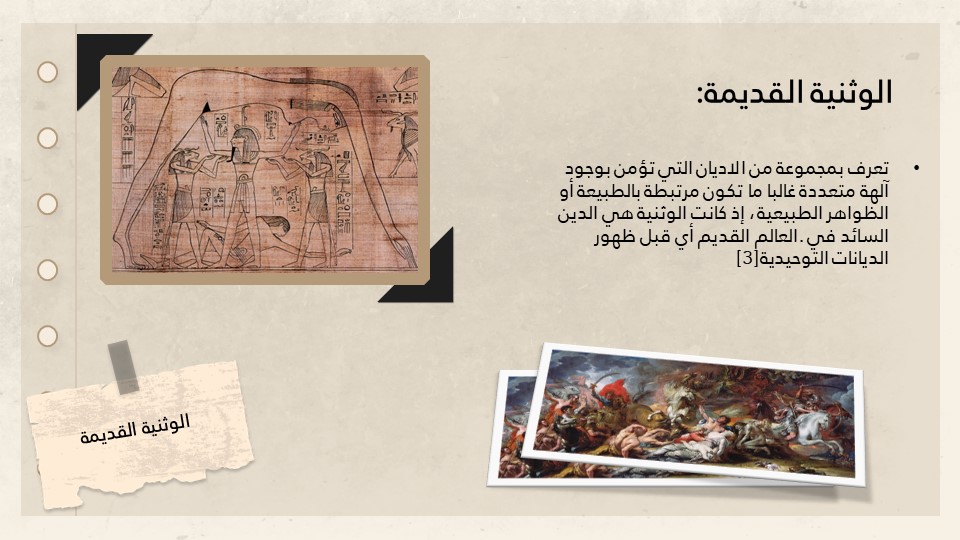 الوثنية القديمة:
• تعرف بمجموعة من الاديان التي تؤمن بوجود
آلهة متعددة غالبا ما تكون مرتبطة بالطبيعة أو
الظواهر الطبيعية، إذ كانت الوثنية هي الدين
السائد في .العالم القديم أي قبل ظهور
الديانات التوحيدية[3]
الوثنية القديمة